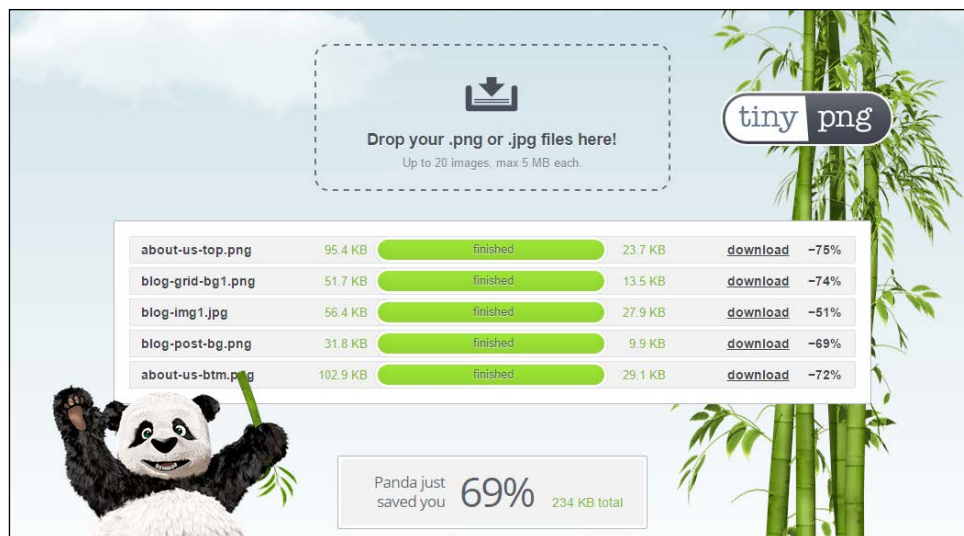 Drop your .png or .jpg files here!
Up to 20 images, max 5 MB each.
tiny png
about-us-top.png 95.4 KB finished 23.7 KB download −75%
blog-grid-bg1.png 51.7 KB finished 13.5 KB download −74%
blog-img1.jpg 56.4 KB finished 27.9 KB download −51%
blog-post-bg.png 31.8 KB finished 9.9 KB download −69%
about-us-btm.png 102.9 KB finished 29.1 KB download −72%
Panda just
saved you 69% 234 KB total